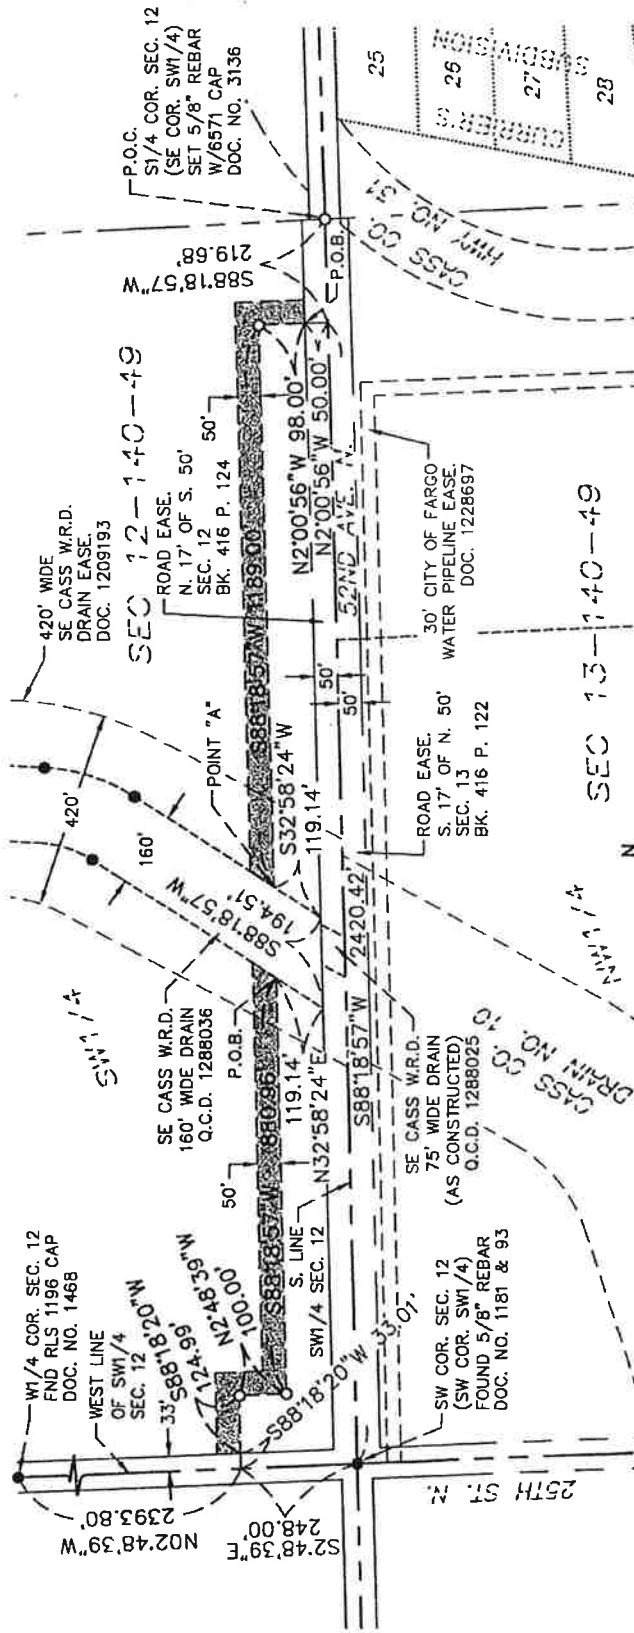 W1/4 COR. SEC. 12
FND RLS 1196 CAP
DOC. NO. 1468
WEST LINE
OF SW1/4
SEC. 12
33'
S88°18'20"W
124.99'
N2°48'39"W
100.00'
N02°48'39"W
2393.80'
S2°48'39"E
248.00'
S88°18'20"W 33.01'
25TH ST. N.
SW COR. SEC. 12
(SW COR. SW1/4)
FOUND 5/8" REBAR
DOC. NO. 1181 & 93
S. LINE
SW1/4 SEC. 12
50'
S88°18'57"W 880.96'
SW1/4
SE CASS W.R.D.
160' WIDE DRAIN
Q.C.D. 1288036
P.O.B.
119.14'
N32°58'24"E
S88°18'57"W
2420.42'
SE CASS W.R.D.
75' WIDE DRAIN
(AS CONSTRUCTED)
Q.C.D. 1288025
CASS CO.
DRAIN NO. 10
NW1/4
420' WIDE
SE CASS W.R.D.
DRAIN EASE.
DOC. 1209193
420'
160'
S88°18'57"W
194.51'
POINT "A"
S32°58'24"W
119.14'
SEC 12-140-49
ROAD EASE.
N. 17' OF S. 50'
SEC. 12
BK. 416 P. 124
50'
S88°18'57"W 1189.00'
N2°00'56"W 98.00'
N2°00'56"W 50.00'
52ND AVE. N.
50'
50'
ROAD EASE.
S. 17' OF N. 50'
SEC. 13
BK. 416 P. 122
30' CITY OF FARGO
WATER PIPELINE EASE.
DOC. 1228697
SEC 13-140-49
N
P.O.C.
S1/4 COR. SEC. 12
(SE COR. SW1/4)
SET 5/8" REBAR
W/6571 CAP
DOC. NO. 3136
S88°18'57"W
219.68'
P.O.B.
CASS CO.
HWY NO. 31
CURRIER'S
SUBDIVISION
25
26
27
28